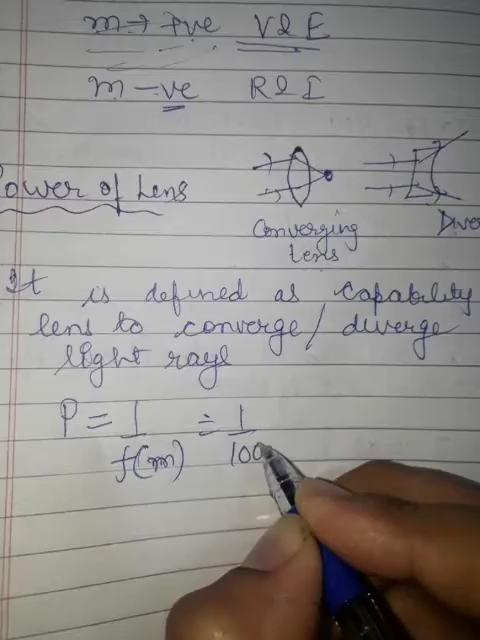 m → +ve V & E
m -ve R & I
Power of Lens
Converging Lens
Diver
It is defined as capability
lens to converge/diverge
light rays
P = 1/f(m) = 1/100